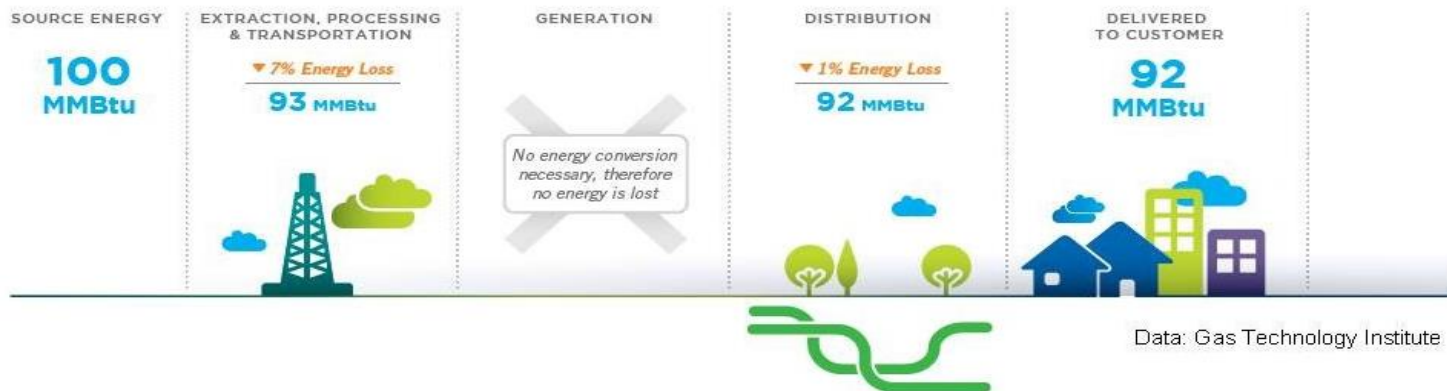 SOURCE ENERGY
100
MMBtu
EXTRACTION, PROCESSING
& TRANSPORTATION
▼ 7% Energy Loss
93 MMBtu
GENERATION
No energy conversion
necessary, therefore
no energy is lost
DISTRIBUTION
▼ 1% Energy Loss
92 MMBtu
DELIVERED
TO CUSTOMER
92
MMBtu
Data: Gas Technology Institute